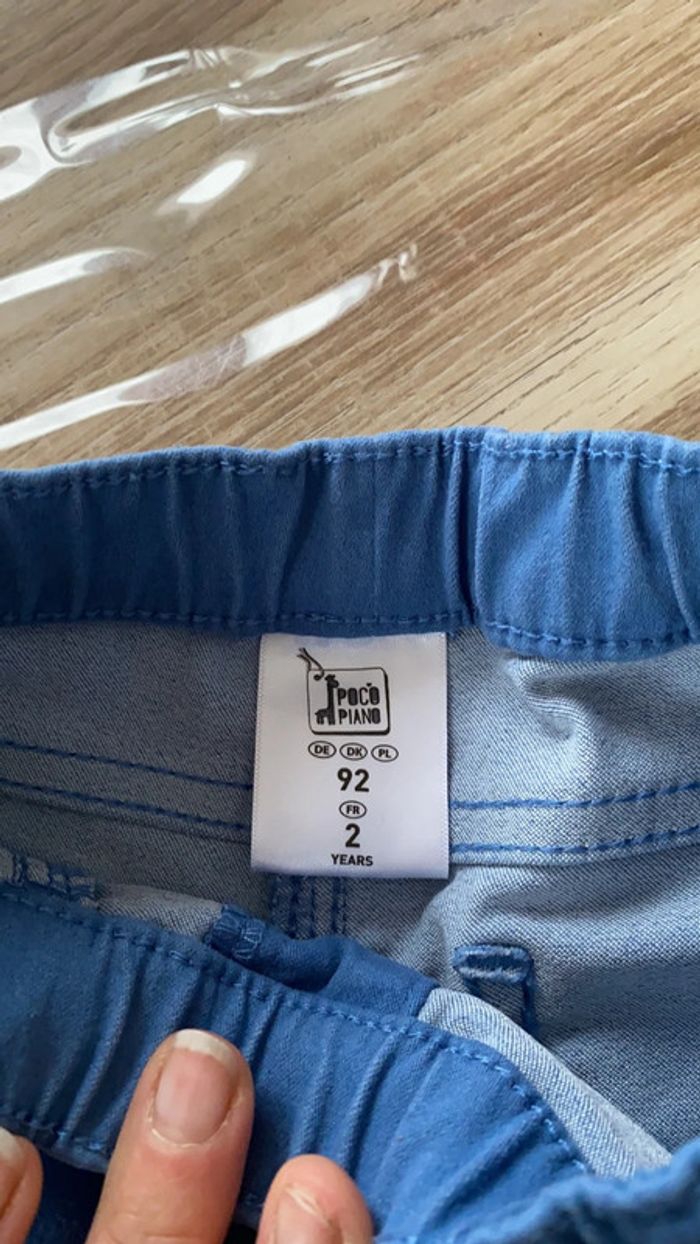 POCO
PIANO
DE DK PL
92
FR
2
YEARS